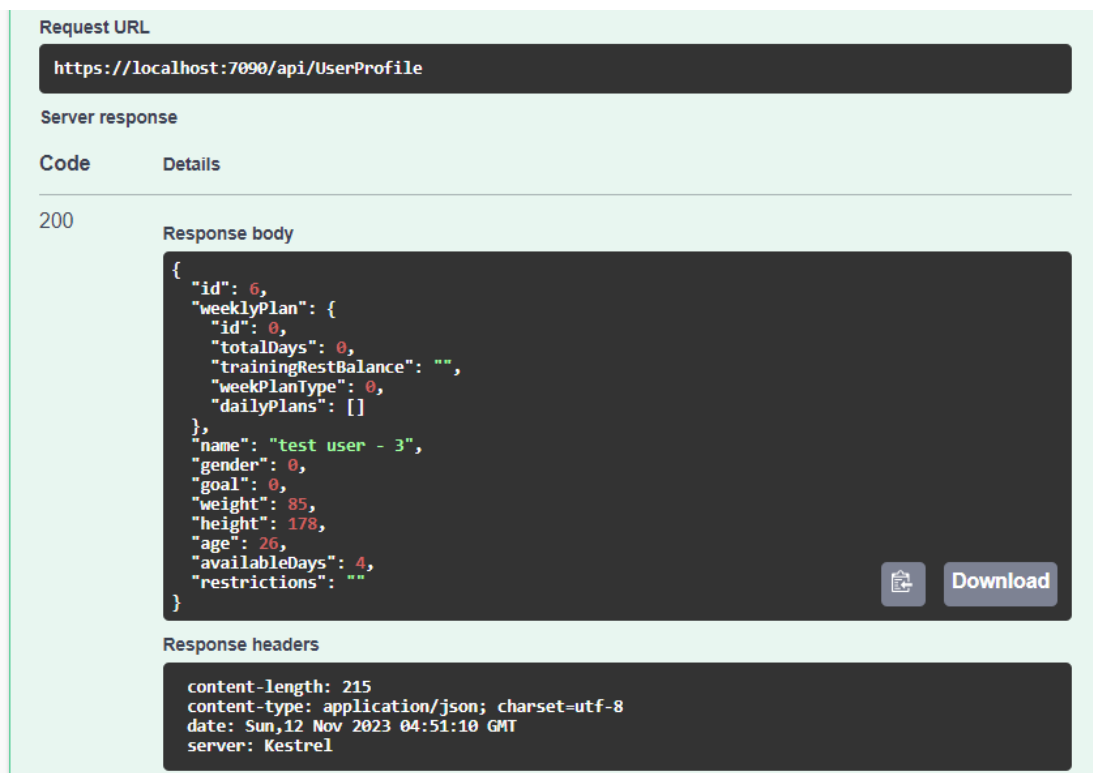 Request URL
https://localhost:7090/api/UserProfile
Server response
Code Details
200
Response body
{
  "id": 6,
  "weeklyPlan": {
    "id": 0,
    "totalDays": 0,
    "trainingRestBalance": "",
    "weekPlanType": 0,
    "dailyPlans": []
  },
  "name": "test user - 3",
  "gender": 0,
  "goal": 0,
  "weight": 85,
  "height": 178,
  "age": 26,
  "availableDays": 4,
  "restrictions": ""
}
Download
Response headers
content-length: 215
content-type: application/json; charset=utf-8
date: Sun,12 Nov 2023 04:51:10 GMT
server: Kestrel